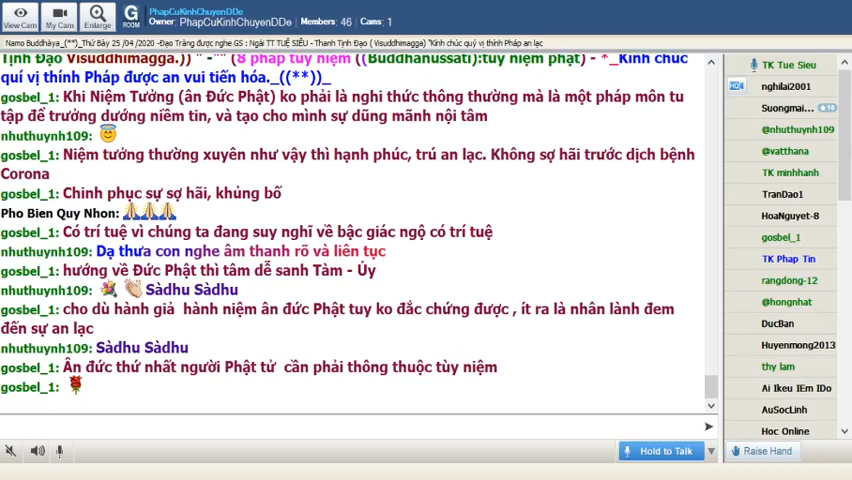 PhapCuKinhChuyenDDe
Owner: PhapCuKinhChuyenDDe | Members: 46 | Cams: 1
View Cam
My Cam
Enlarge
G
ROOM
Namo Buddhàya_(**)_Thứ Bảy 25 /04 /2020 -Đạo Tràng được nghe GS : Ngài TT TUỆ SIÊU - Thanh Tịnh Đạo ( Visuddhimagga) "Kính chúc quý vị thính Pháp an lạc
Tịnh Đạo Visuddhimagga.)) " -"" (8 pháp tùy niệm ((Buddhanussati):tuỳ niệm phật) - *_Kính chúc
quí vị thính Pháp được an vui tiến hóa._((**))_
gosbel_1: Khi Niệm Tưởng (ân Đức Phật) ko phải là nghi thức thông thường mà là một pháp môn tu
tập để trưởng dướng niềm tin, và tạo cho mình sự dũng mãnh nội tâm
nhuthuynh109:
gosbel_1: Niệm tưởng thường xuyên như vậy thì hạnh phúc, trú an lạc. Không sợ hãi trước dịch bệnh
Corona
gosbel_1: Chinh phục sự sợ hãi, khủng bố
Pho Bien Quy Nhon:
gosbel_1: Có trí tuệ vì chúng ta đang suy nghĩ về bậc giác ngộ có trí tuệ
nhuthuynh109: Dạ thưa con nghe âm thanh rõ và liên tục
gosbel_1: hướng về Đức Phật thì tâm dễ sanh Tàm - Úy
nhuthuynh109: Sàdhu Sàdhu
gosbel_1: cho dù hành giả hành niệm ân đức Phật tuy ko đắc chứng được , ít ra là nhân lành đem
đến sự an lạc
nhuthuynh109: Sàdhu Sàdhu
gosbel_1: Ân đức thứ nhất người Phật tử cần phải thông thuộc tùy niệm
gosbel_1:
Hold to Talk
TK Tue Sieu
HD nghilai2001
Suongmai...
@nhuthuynh109
@vatthana
TK minhhanh
TranDao1
HoaNguyet-8
gosbel_1
TK Phap Tin
rangdong-12
@hongnhat
DucBan
Huyenmong2013
thy lam
Ai Ikeu IEm IDo
AuSocLinh
Hoc Online
Raise Hand